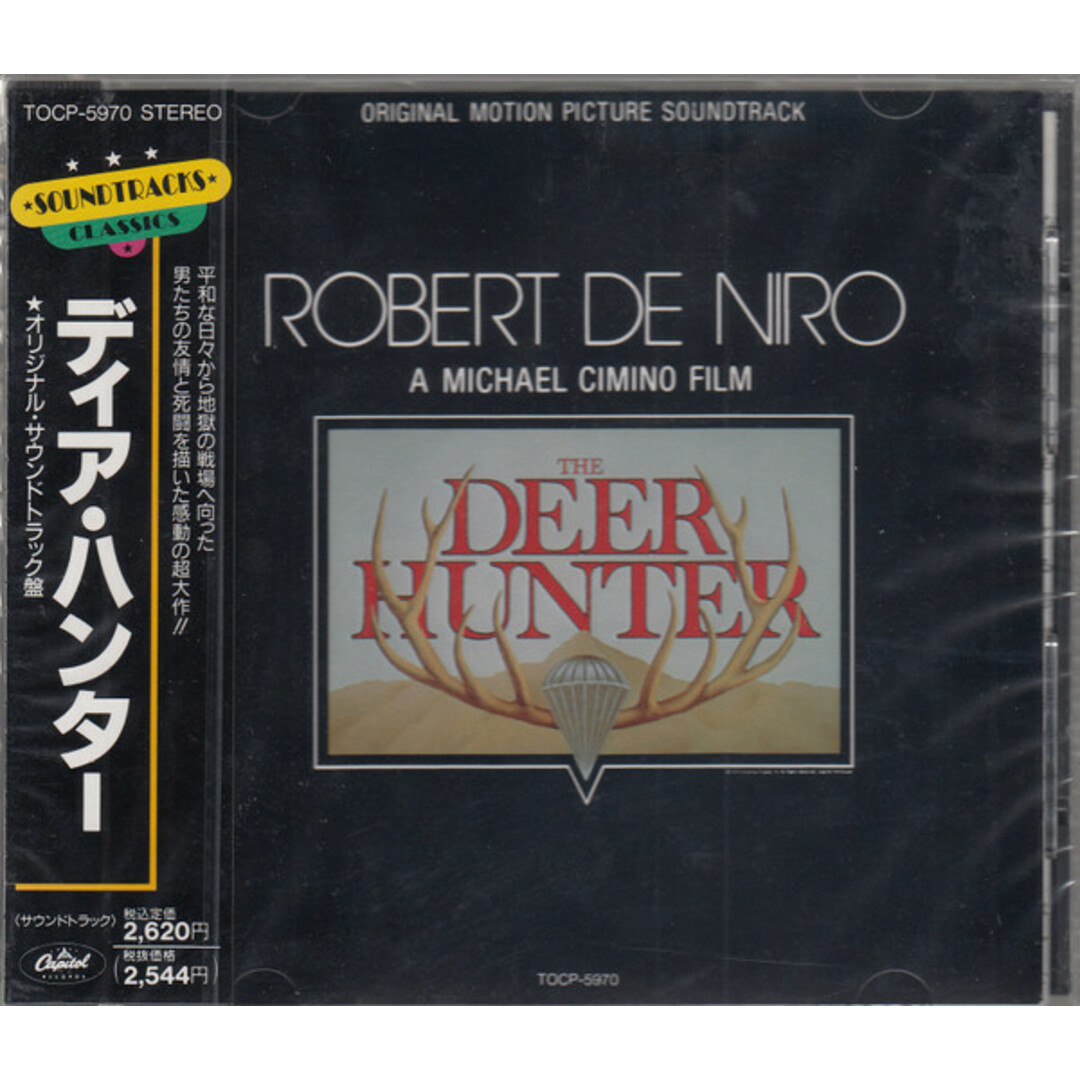 TOCP-5970 STEREO
SOUNDTRACKS
CLASSICS
平和な日々から地獄の戦場へ向った
男たちの友情と死闘を描いた感動の超大作!!
ディア・ハンター
★オリジナル・サウンドトラック盤
〈サウンドトラック〉
税込定価
2,620円
税抜価格
(2,544円)
Capitol
RECORDS
ORIGINAL MOTION PICTURE SOUNDTRACK
ROBERT DE NIRO
A MICHAEL CIMINO FILM
THE
DEER
HUNTER
TOCP-5970